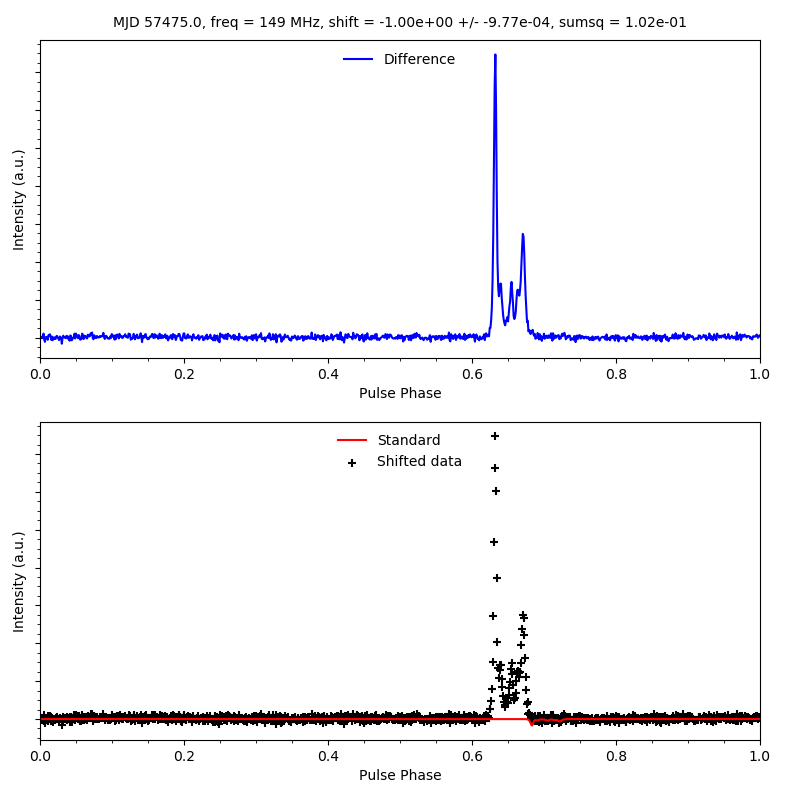 MJD 57475.0, freq = 149 MHz, shift = -1.00e+00 +/- -9.77e-04, sumsq = 1.02e-01
Difference
Intensity (a.u.)
0.0 0.2 0.4 0.6 0.8 1.0
Pulse Phase
Standard
Shifted data
Intensity (a.u.)
0.0 0.2 0.4 0.6 0.8 1.0
Pulse Phase